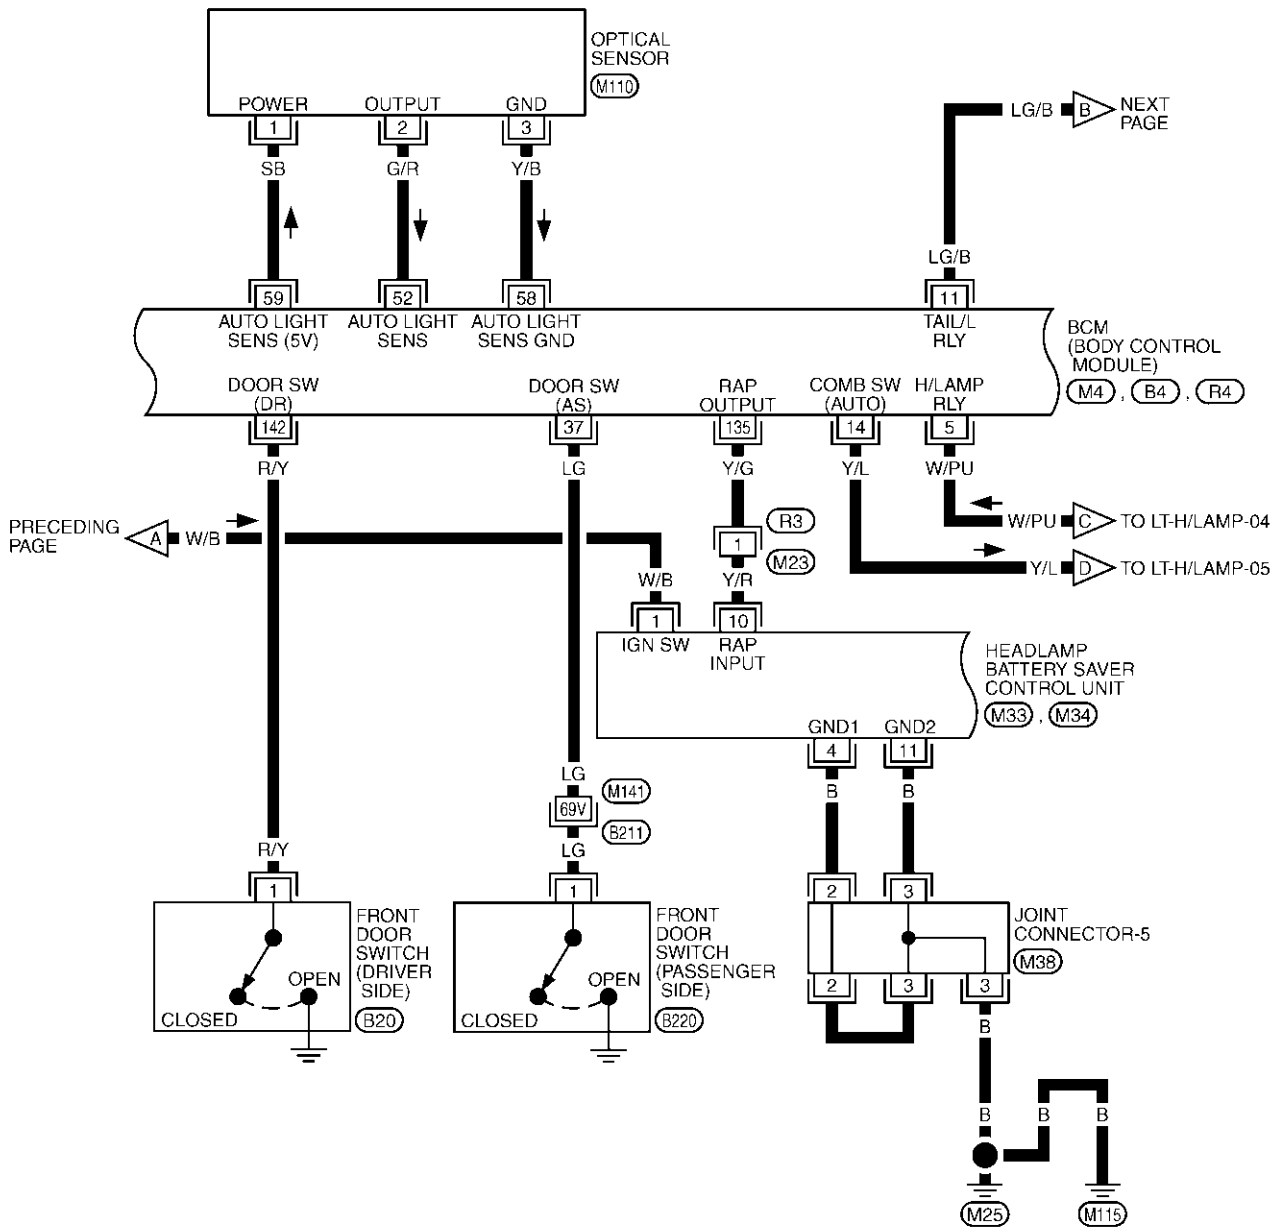 OPTICAL
SENSOR
M110
POWER OUTPUT GND
1 2 3
SB G/R Y/B
LG/B B NEXT
PAGE
LG/B
59 52 58 11
AUTO LIGHT
SENS (5V)
AUTO LIGHT
SENS
AUTO LIGHT
SENS GND
TAIL/L
RLY
BCM
(BODY CONTROL
MODULE)
M4 , B4 , R4
DOOR SW
(DR)
DOOR SW
(AS)
RAP
OUTPUT
COMB SW
(AUTO)
H/LAMP
RLY
142 37 135 14 5
R/Y LG Y/G Y/L W/PU
PRECEDING
PAGE
A W/B
R3
1
M23
W/PU C TO LT-H/LAMP-04
Y/L D TO LT-H/LAMP-05
W/B Y/R
1 10
IGN SW
RAP
INPUT
HEADLAMP
BATTERY SAVER
CONTROL UNIT
M33 , M34
GND1 GND2
4 11
B B
LG
69V
M141
B211
R/Y LG
1 1
2 3
FRONT
DOOR
SWITCH
(DRIVER
SIDE)
B20
OPEN
CLOSED
FRONT
DOOR
SWITCH
(PASSENGER
SIDE)
B220
OPEN
CLOSED
JOINT
CONNECTOR-5
M38
2 3 3
B
B B B
M25 M115